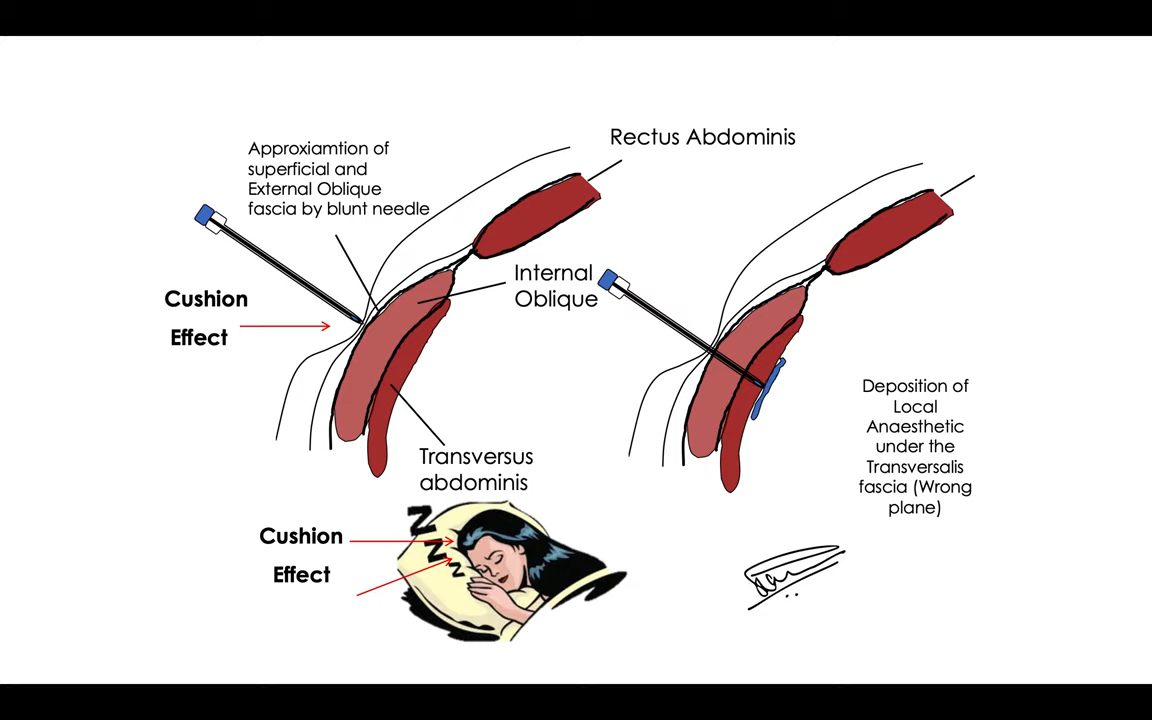 Approxiamtion of
superficial and
External Oblique
fascia by blunt needle
Rectus Abdominis
Cushion
Effect
Internal
Oblique
Transversus
abdominis
Deposition of
Local
Anaesthetic
under the
Transversalis
fascia (Wrong
plane)
Cushion
Effect
Z
Z
Z